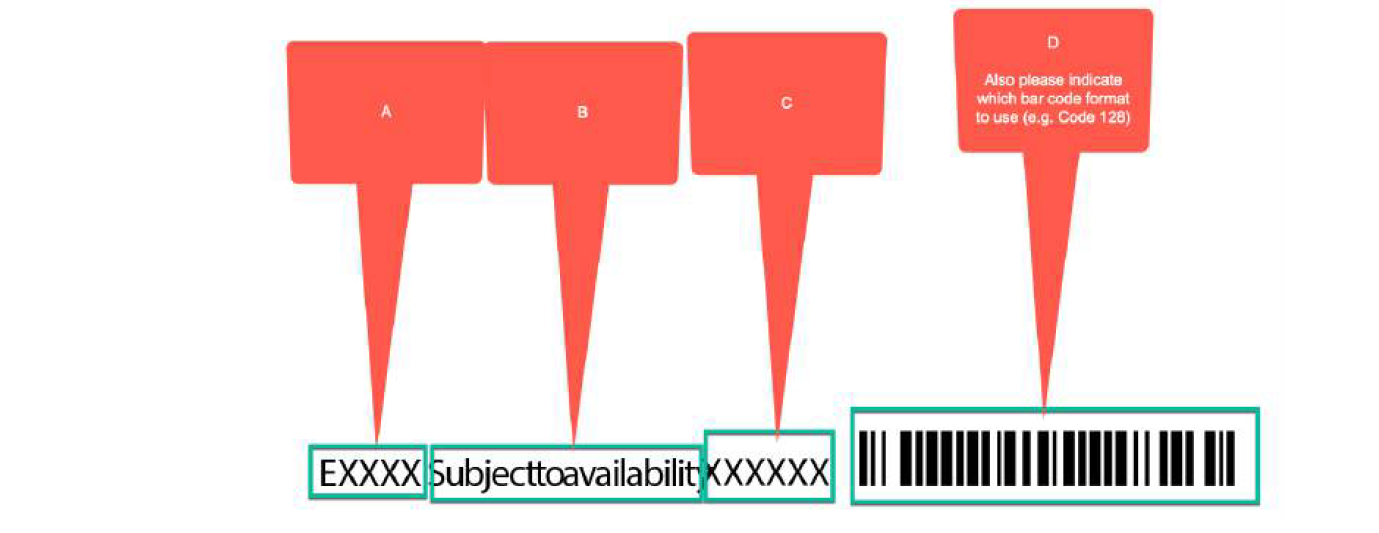 A
B
C
D
Also please indicate
which bar code format
to use (e.g. Code 128)
EXXXX Subjecttoavailability XXXXXX